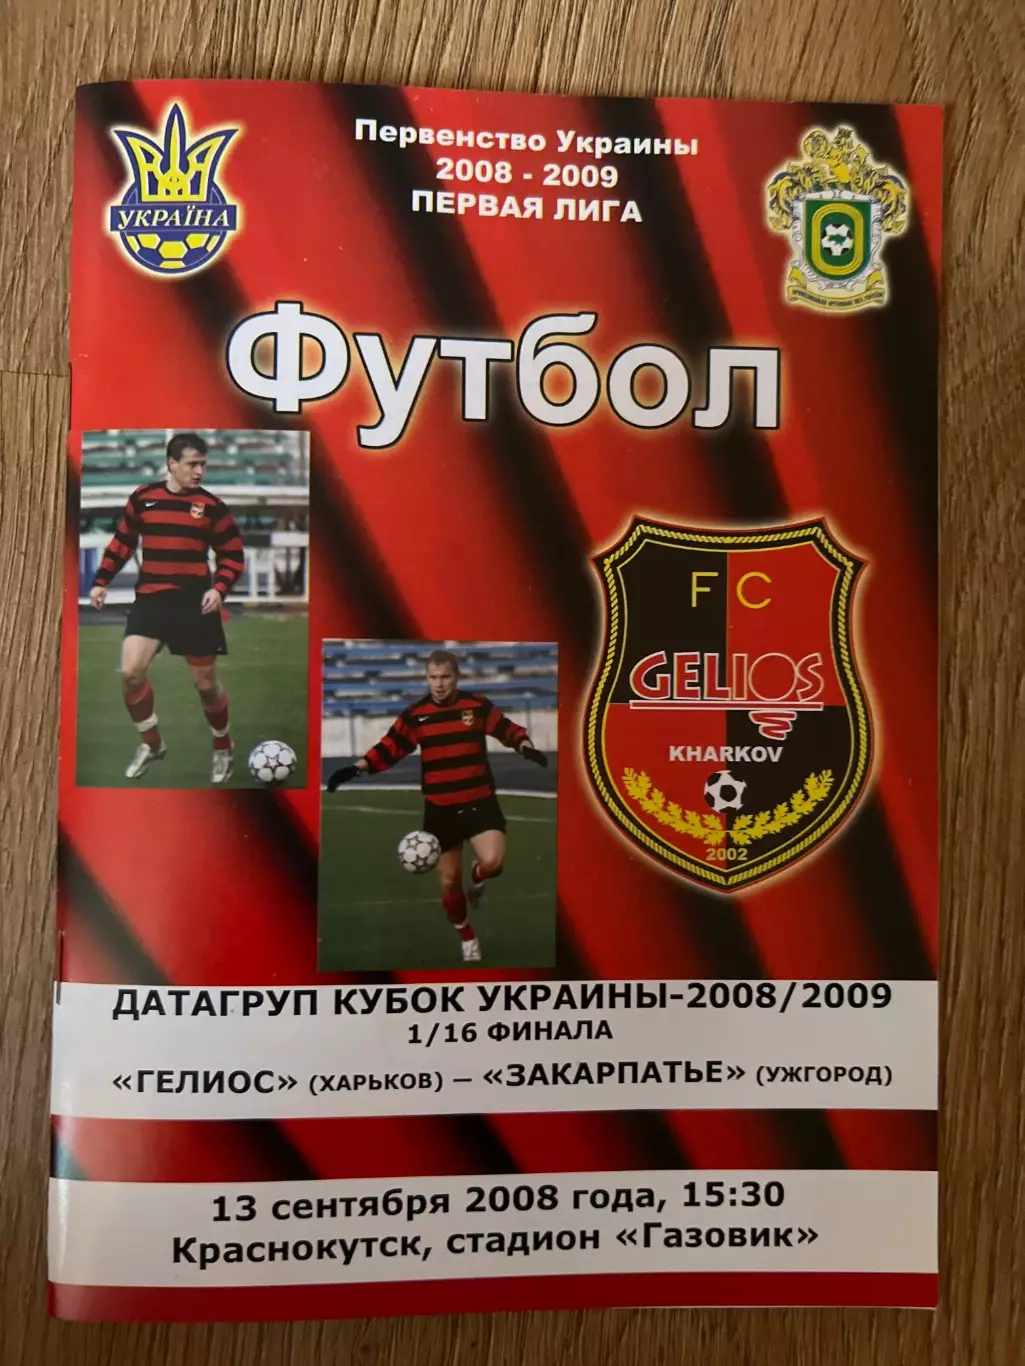 УКРАЇНА
Первенство Украины
2008 - 2009
ПЕРВАЯ ЛИГА
Футбол
F C
GELIOS
KHARKOV
2002
ДАТАГРУП КУБОК УКРАИНЫ-2008/2009
1/16 ФИНАЛА
«ГЕЛИОС» (ХАРЬКОВ) — «ЗАКАРПАТЬЕ» (УЖГОРОД)
13 сентября 2008 года, 15:30
Краснокутск, стадион «Газовик»